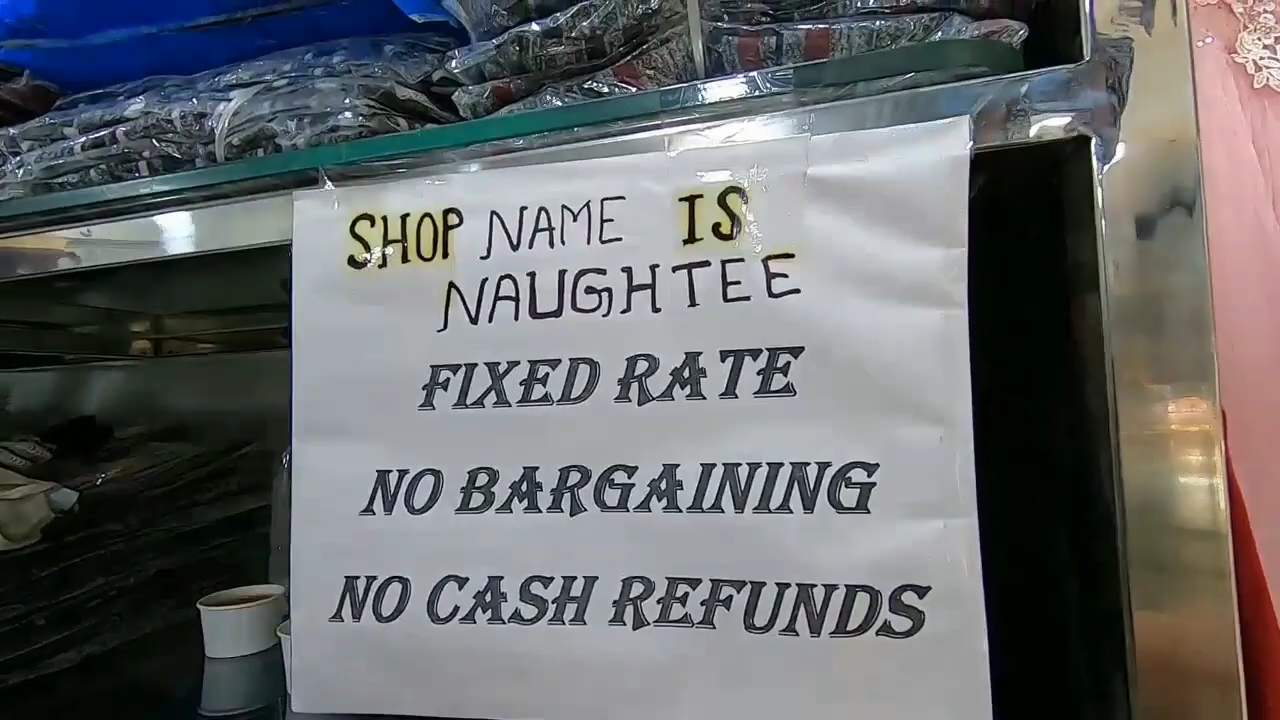 SHOP NAME IS
NAUGHTEE
FIXED RATE
NO BARGAINING
NO CASH REFUNDS